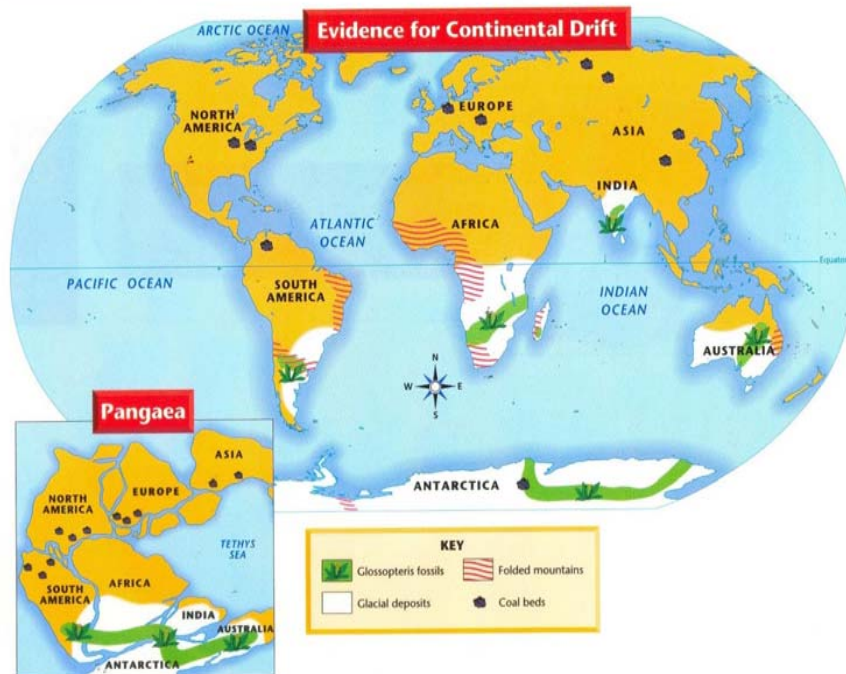 Evidence for Continental Drift
ARCTIC OCEAN
NORTH
AMERICA
EUROPE
ASIA
INDIA
ATLANTIC
OCEAN
AFRICA
PACIFIC OCEAN
Equator
SOUTH
AMERICA
INDIAN
OCEAN
AUSTRALIA
N
W E
S
ANTARCTICA
Pangaea
ASIA
NORTH
AMERICA
EUROPE
TETHYS
SEA
AFRICA
SOUTH
AMERICA
INDIA
AUSTRALIA
ANTARCTICA
KEY
Glossopteris fossils
Folded mountains
Glacial deposits
Coal beds